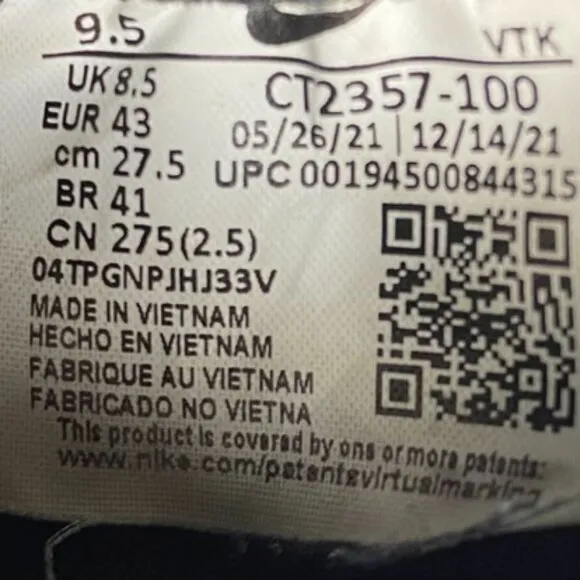 9.5
VTK
UK 8.5
CT2357-100
EUR 43
05/26/21 | 12/14/21
cm 27.5
UPC 00194500844315
BR 41
CN 275(2.5)
04TPGNPJHJ33V
MADE IN VIETNAM
HECHO EN VIETNAM
FABRIQUE AU VIETNAM
FABRICADO NO VIETNA
This product is covered by one or more patents:
www.nike.com/patentsvirtualmarking